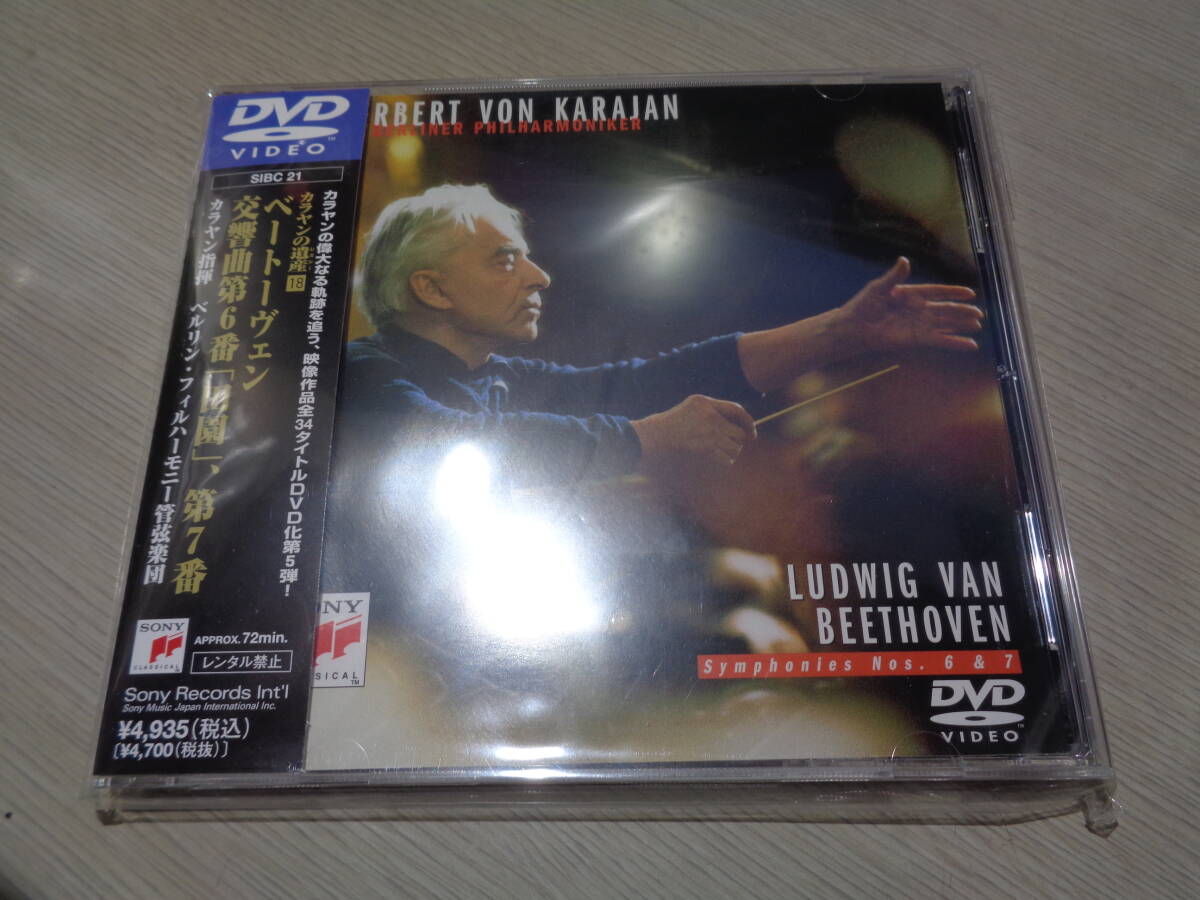 DVD
VIDEO
SIBC 21
カラヤンの偉大なる軌跡を追う、映像作品全34タイトルDVD化第5弾!
カラヤンの遺産 18
ベートーヴェン
交響曲第6番「園」、第7番
カラヤン指揮 ベルリン・フィルハーモニー管弦楽団
SONY
CLASSICAL
APPROX. 72min.
レンタル禁止
Sony Records Int'l
Sony Music Japan International Inc.
¥4,935(税込)
[¥4,700(税抜)]
RBERT VON KARAJAN
BERLINER PHILHARMONIKER
NY
SSICAL
TM
LUDWIG VAN
BEETHOVEN
Symphonies Nos. 6 & 7
DVD
VIDEO